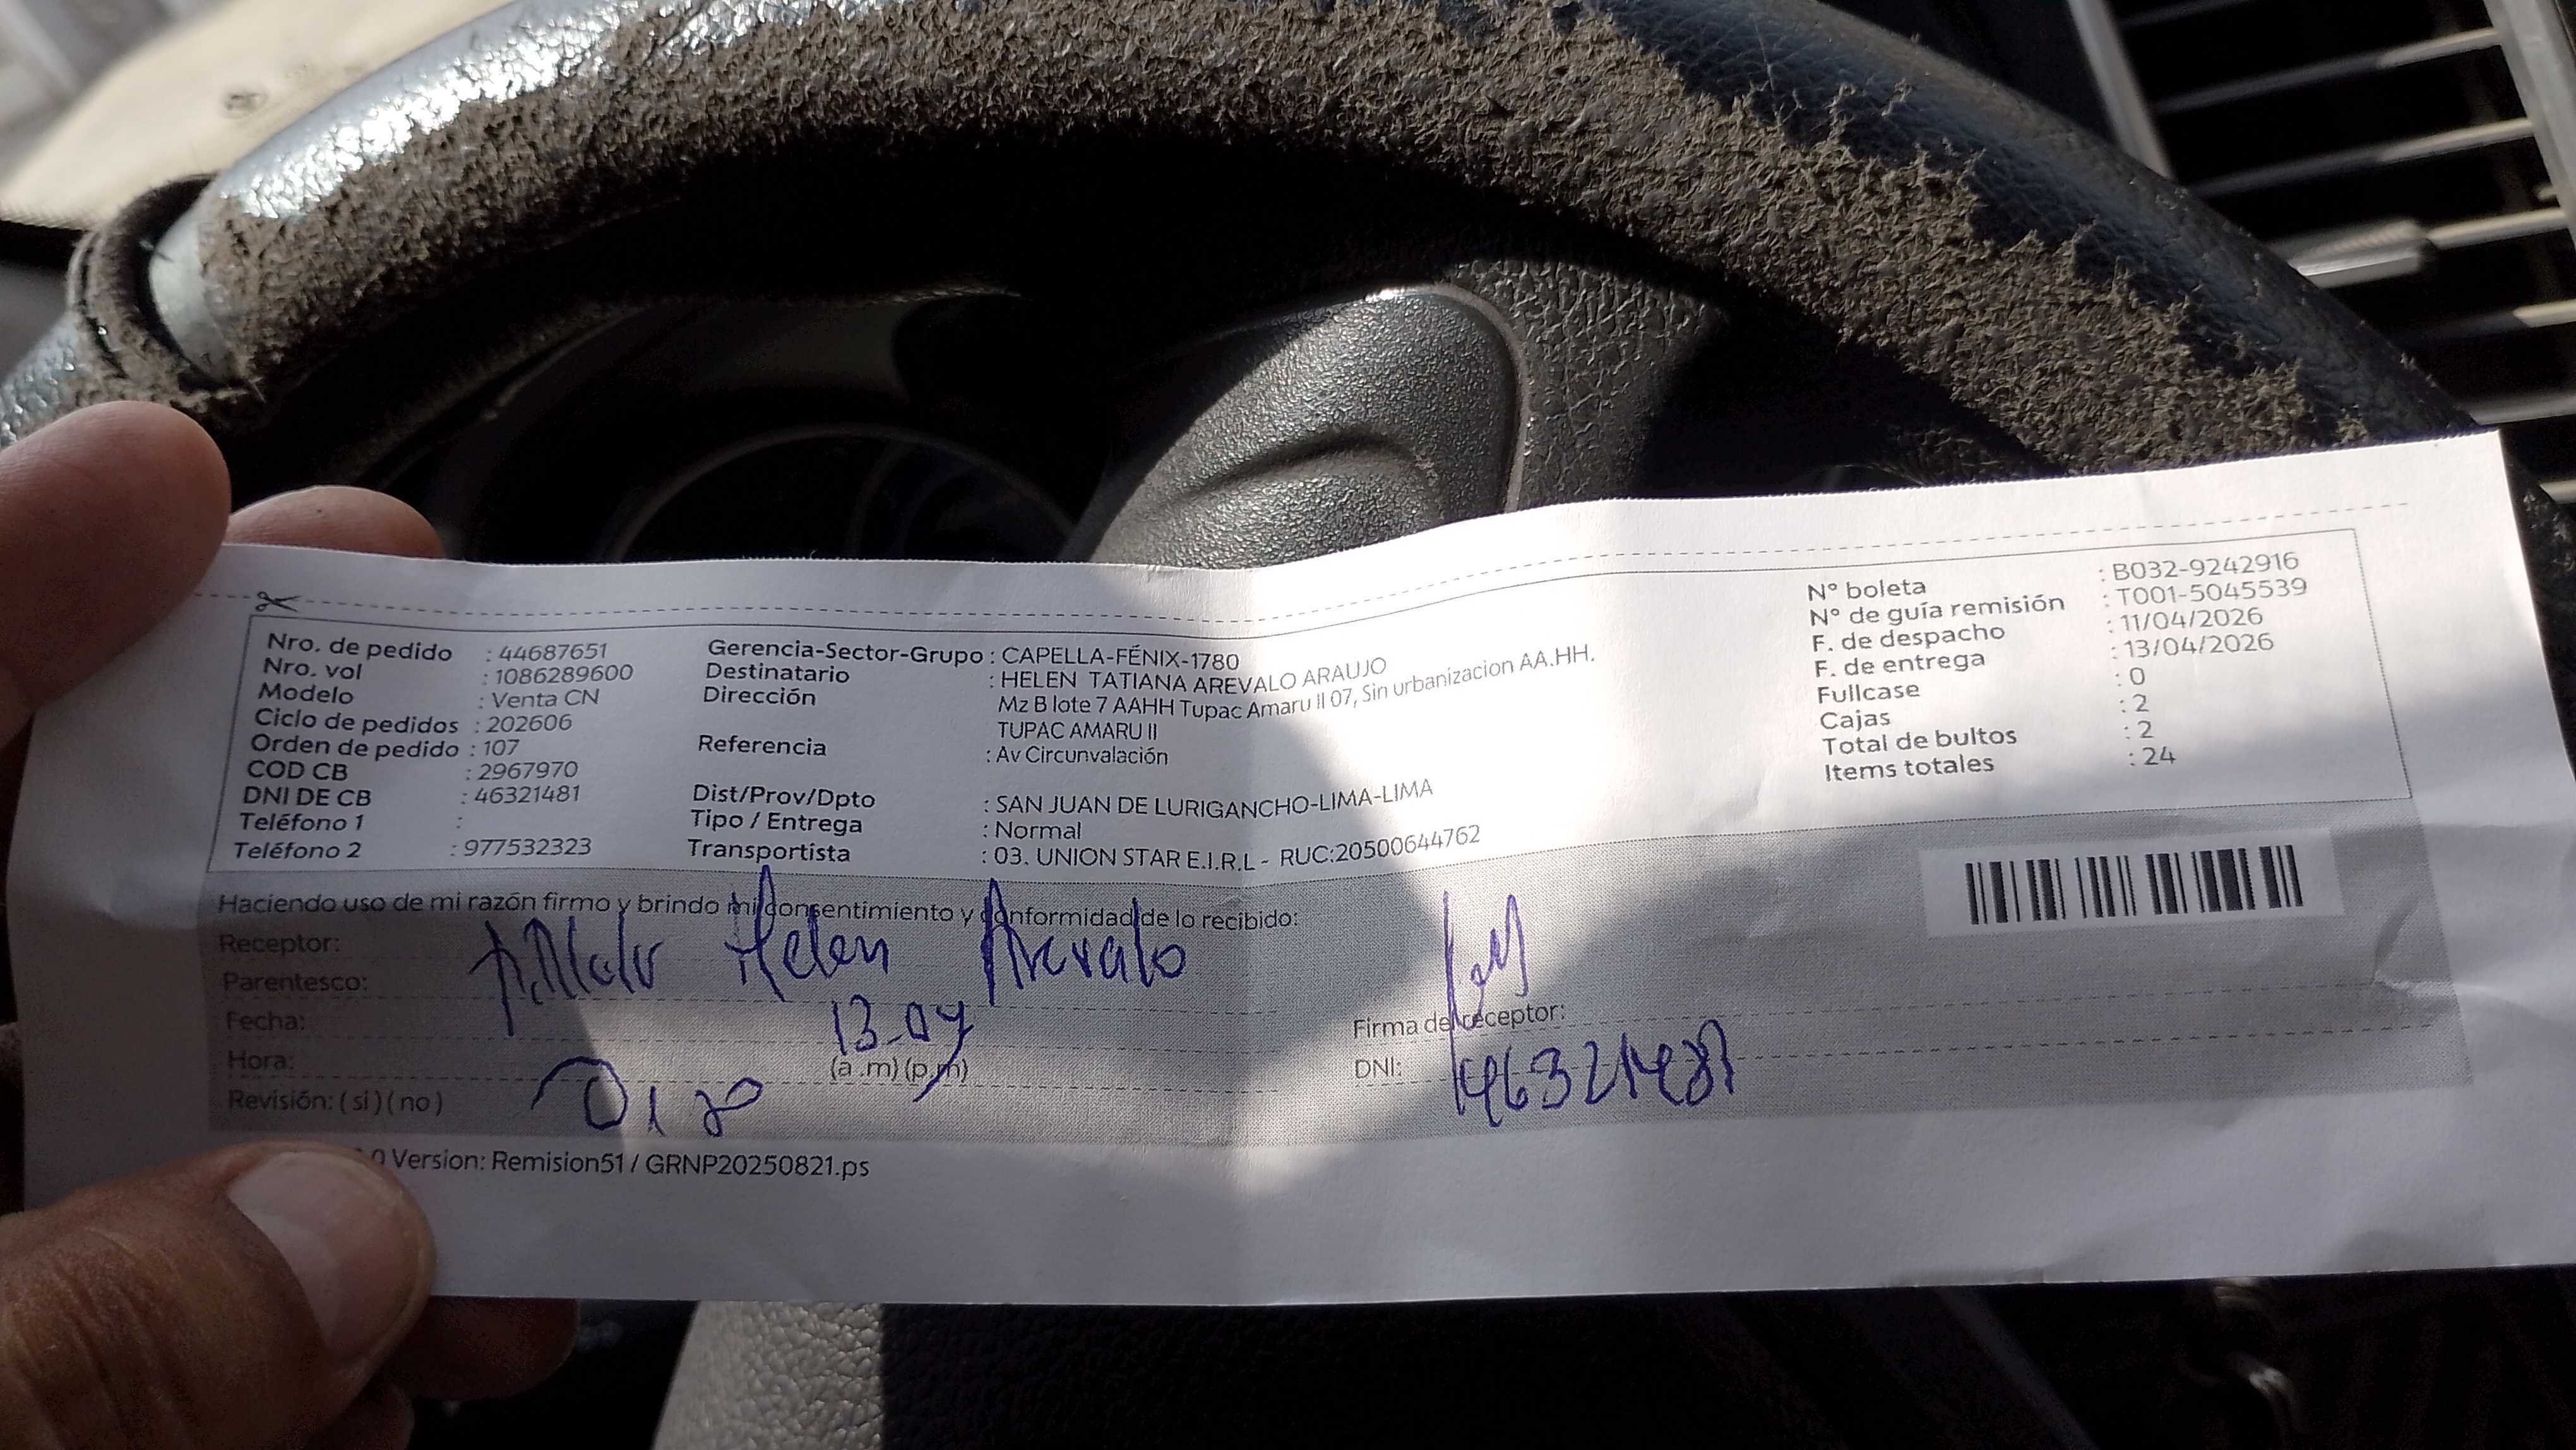 Nro. de pedido : 44687651
Nro. vol : 1086289600
Modelo : Venta CN
Ciclo de pedidos : 202606
Orden de pedido : 107
COD CB : 2967970
DNI DE CB : 46321481
Teléfono 1 :
Teléfono 2 : 977532323
Gerencia-Sector-Grupo : CAPELLA-FÉNIX-1780
Destinatario : HELEN TATIANA AREVALO ARAUJO
Dirección Mz B lote 7 AAHH Tupac Amaru II 07, Sin urbanizacion AA.HH.
TUPAC AMARU II
Referencia : Av Circunvalación
Dist/Prov/Dpto : SAN JUAN DE LURIGANCHO-LIMA-LIMA
Tipo / Entrega : Normal
Transportista : 03. UNION STAR E.I.R.L - RUC:20500644762
N° boleta : B032-9242916
N° de guía remisión : T001-5045539
F. de despacho : 11/04/2026
F. de entrega : 13/04/2026
Fullcase : 0
Cajas : 2
Total de bultos : 2
Items totales : 24
Haciendo uso de mi razón firmo y brindo mi consentimiento y conformidad de lo recibido:
Receptor: Helen Arevalo
Parentesco:
Fecha: 13-04
Hora: (a.m) (p.m)
Revisión: ( si ) ( no )
Firma del receptor:
DNI: 46321481
0 Version: Remision51 / GRNP20250821.ps